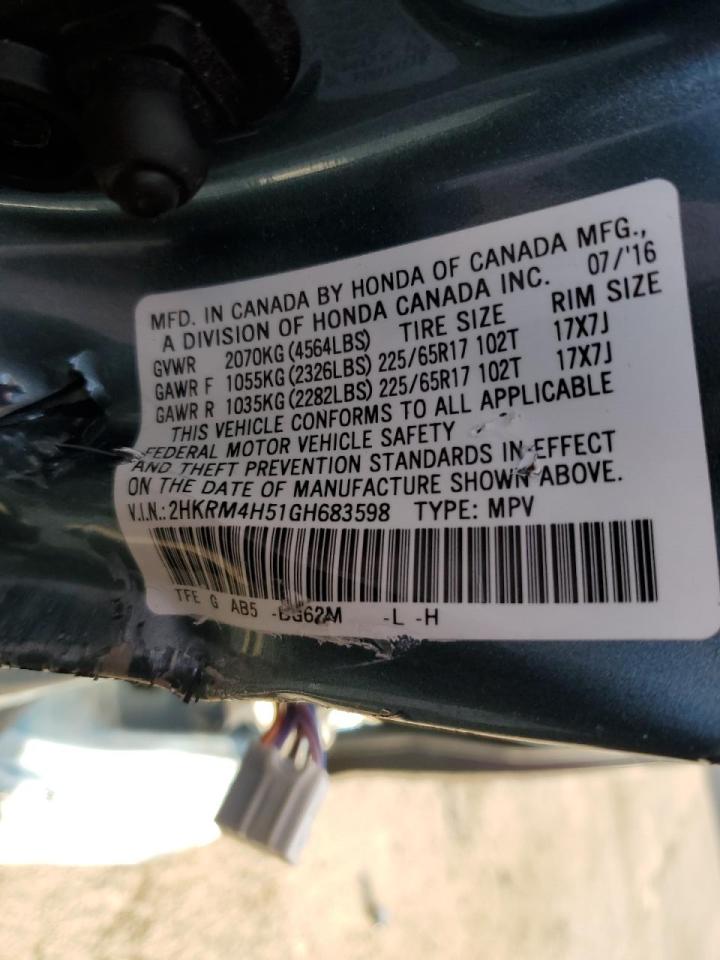 MFD. IN CANADA BY HONDA OF CANADA MFG.,
A DIVISION OF HONDA CANADA INC. 07/'16
GVWR 2070KG (4564LBS) TIRE SIZE RIM SIZE
GAWR F 1055KG (2326LBS) 225/65R17 102T 17X7J
GAWR R 1035KG (2282LBS) 225/65R17 102T 17X7J
THIS VEHICLE CONFORMS TO ALL APPLICABLE
FEDERAL MOTOR VEHICLE SAFETY
AND THEFT PREVENTION STANDARDS IN EFFECT
ON THE DATE OF MANUFACTURE SHOWN ABOVE.
V.I.N.: 2HKRM4H51GH683598 TYPE: MPV
TFE G AB5 -L -H